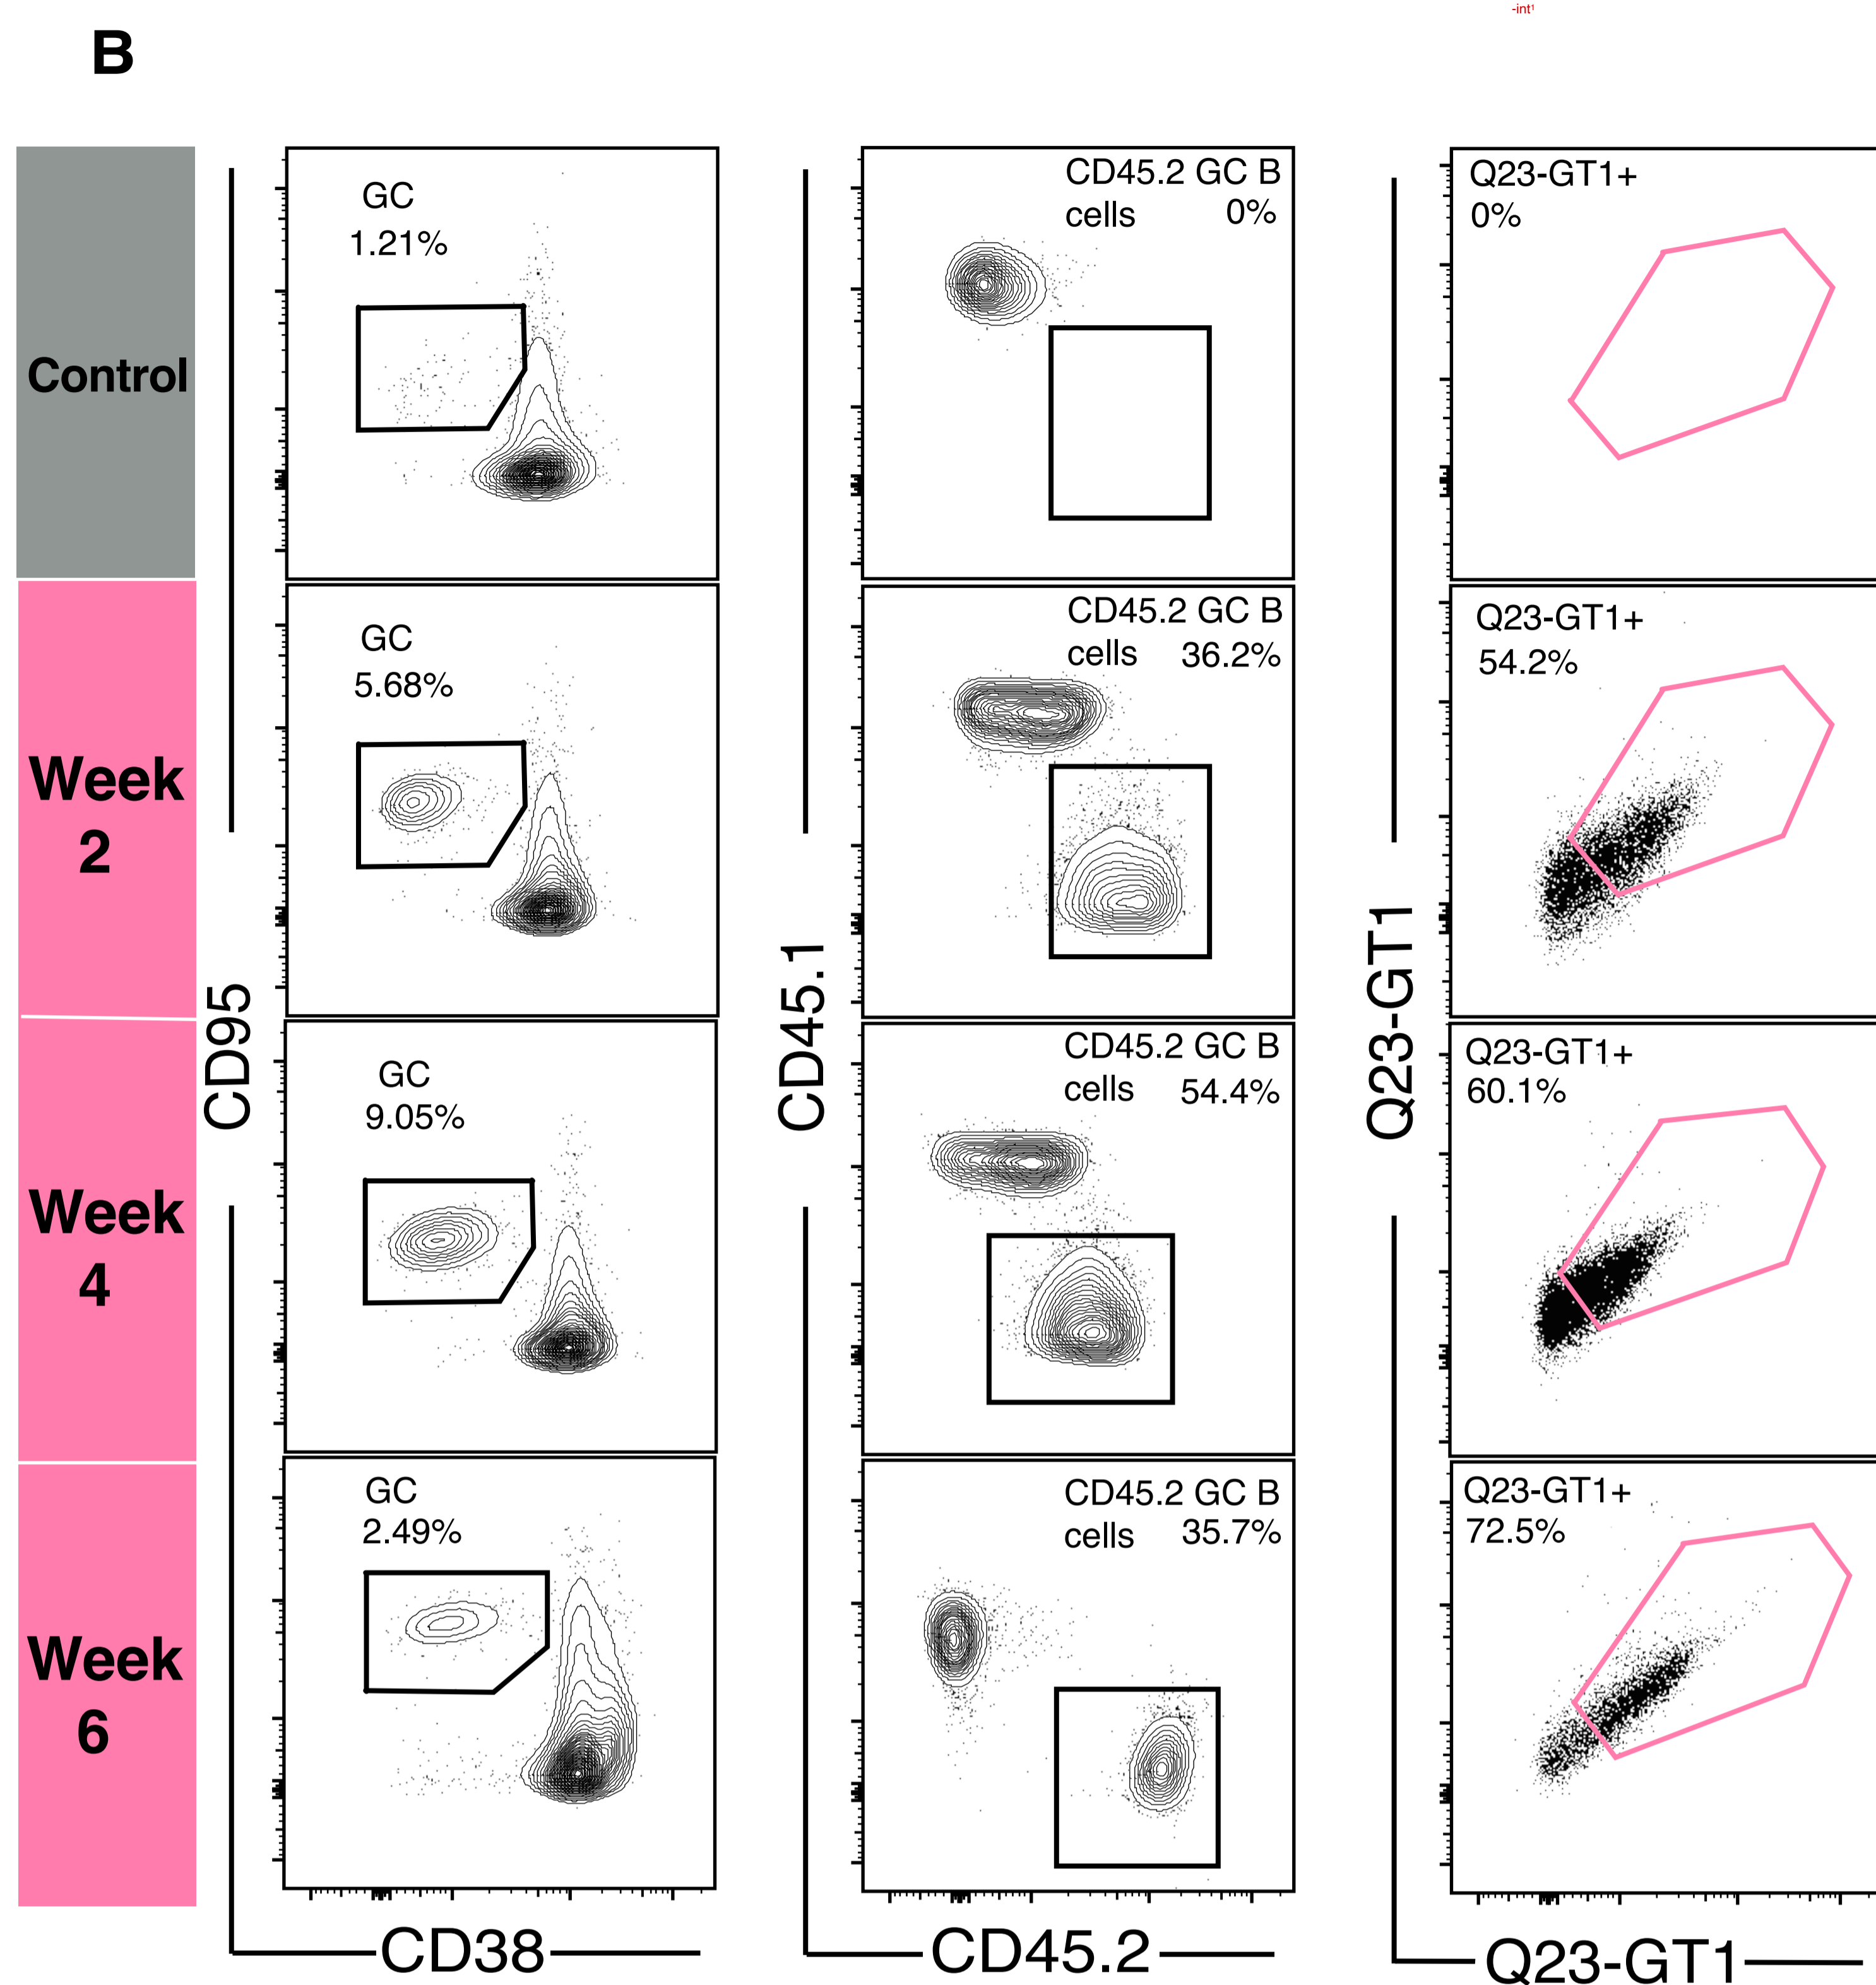 -int¹
B
Control
GC
1.21%
CD45.2 GC B
cells 0%
Q23-GT1+
0%
Week
2
GC
5.68%
CD45.2 GC B
cells 36.2%
Q23-GT1+
54.2%
Week
4
GC
9.05%
CD45.2 GC B
cells 54.4%
Q23-GT1+
60.1%
Week
6
GC
2.49%
CD45.2 GC B
cells 35.7%
Q23-GT1+
72.5%
CD95
CD45.1
Q23-GT1
CD38
CD45.2
Q23-GT1